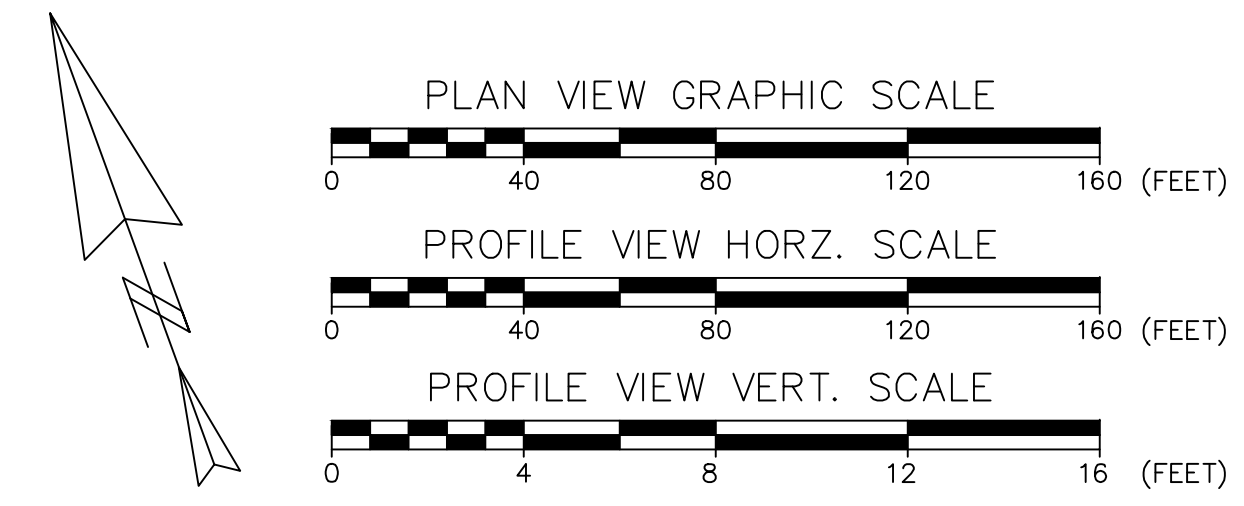 PLAN VIEW GRAPHIC SCALE
0 40 80 120 160 (FEET)
N
PROFILE VIEW HORZ. SCALE
0 40 80 120 160 (FEET)
PROFILE VIEW VERT. SCALE
0 4 8 12 16 (FEET)